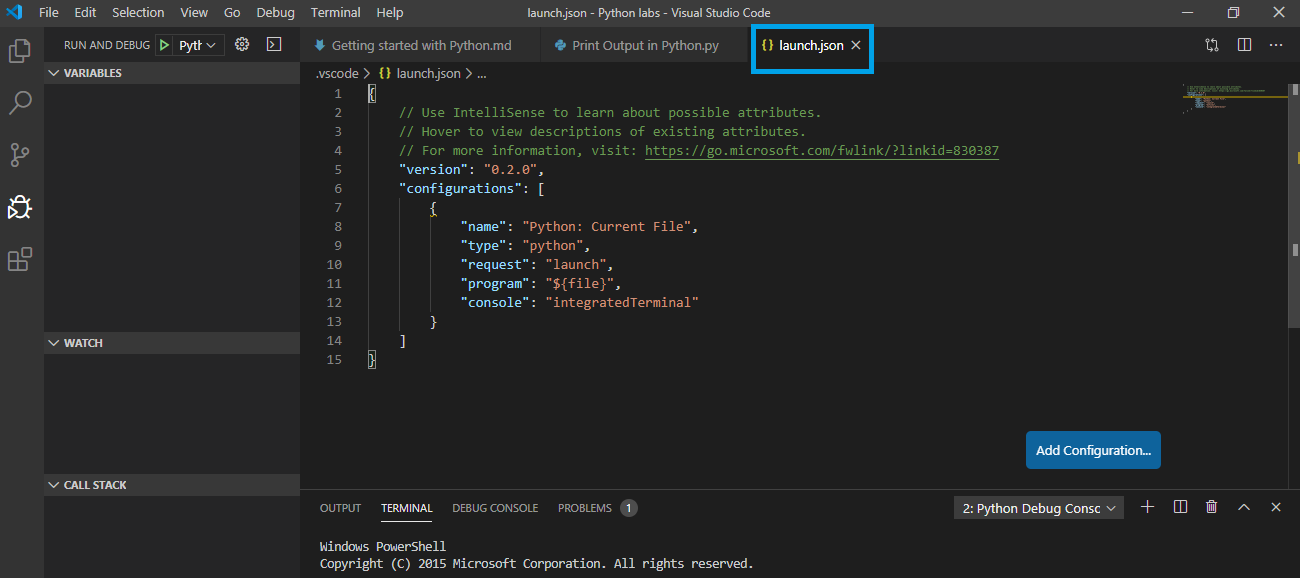 File Edit Selection View Go Debug Terminal Help launch.json - Python labs - Visual Studio Code
RUN AND DEBUG Pyth
Getting started with Python.md Print Output in Python.py {} launch.json
VARIABLES
.vscode > {} launch.json > ...
1 {
2 // Use IntelliSense to learn about possible attributes.
3 // Hover to view descriptions of existing attributes.
4 // For more information, visit: https://go.microsoft.com/fwlink/?linkid=830387
5 "version": "0.2.0",
6 "configurations": [
7 {
8 "name": "Python: Current File",
9 "type": "python",
10 "request": "launch",
11 "program": "${file}",
12 "console": "integratedTerminal"
13 }
14 ]
15 }
WATCH
Add Configuration...
CALL STACK
OUTPUT TERMINAL DEBUG CONSOLE PROBLEMS 1 2: Python Debug Consc
Windows PowerShell
Copyright (C) 2015 Microsoft Corporation. All rights reserved.